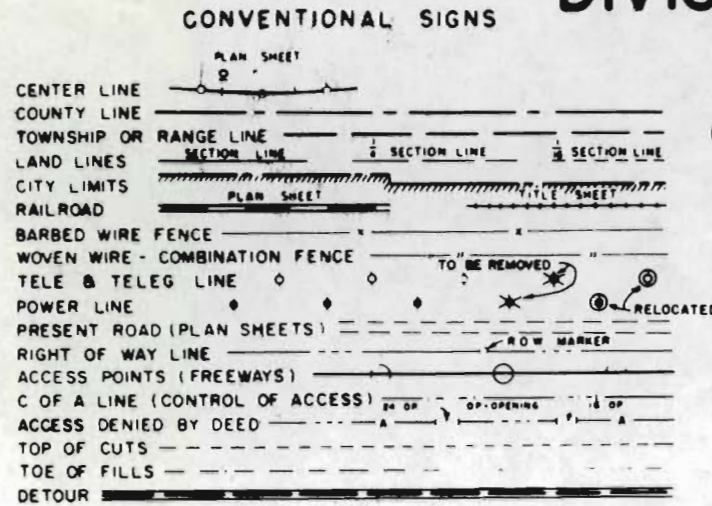 CONVENTIONAL SIGNS
PLAN SHEET
CENTER LINE
COUNTY LINE
TOWNSHIP OR RANGE LINE
LAND LINES SECTION LINE 1/4 SECTION LINE 1/16 SECTION LINE
CITY LIMITS
RAILROAD PLAN SHEET TITLE SHEET
BARBED WIRE FENCE x x
WOVEN WIRE - COMBINATION FENCE " "
TO BE REMOVED
TELE & TELEG LINE
POWER LINE RELOCATED
PRESENT ROAD (PLAN SHEETS)
RIGHT OF WAY LINE ROW MARKER
ACCESS POINTS (FREEWAYS)
C OF A LINE (CONTROL OF ACCESS) 24 OP OP=OPENING 16 OP
ACCESS DENIED BY DEED A P P A
TOP OF CUTS
TOE OF FILLS
DETOUR